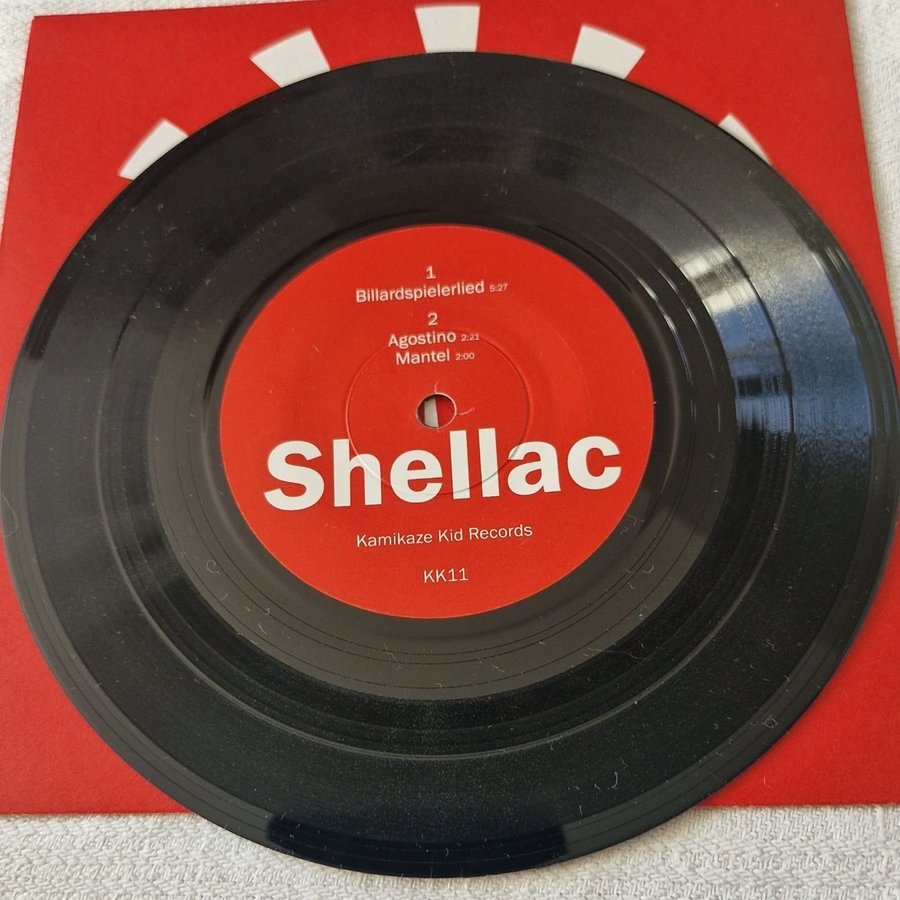 1
Billardspielerlied 5:27
2
Agostino 2:21
Mantel 2:00
Shellac
Kamikaze Kid Records
KK11